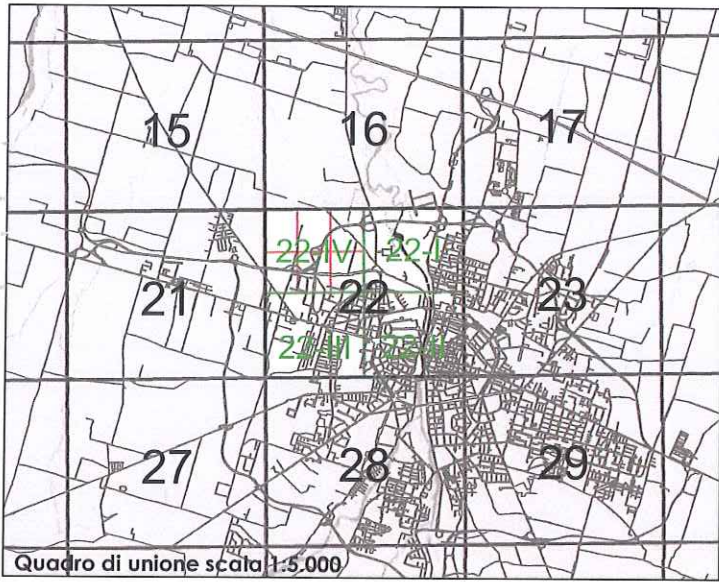 15 16 17
22-IV 22-I
21 22 23
22-III 22-II
27 28 29
Quadro di unione scala 1:5.000